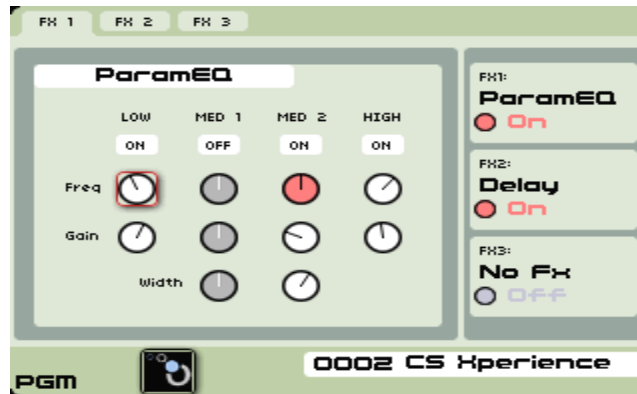 FX 1 FX 2 FX 3
ParamEQ
LOW MED 1 MED 2 HIGH
ON OFF ON ON
Freq
Gain
Width
FX1:
ParamEQ
On
FX2:
Delay
On
FX3:
No Fx
Off
PGM
0002 CS Xperience